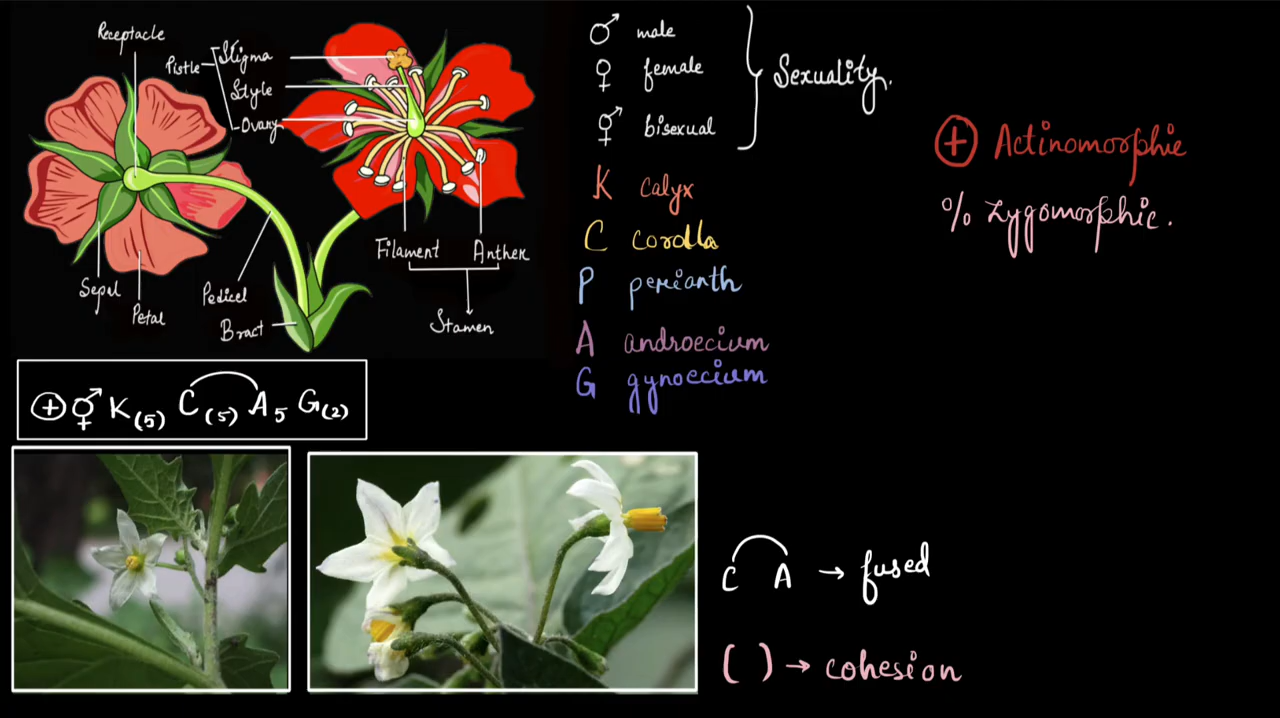 Receptacle
Pistle
Stigma
Style
Ovary
Filament
Anther
Stamen
Sepal
Petal
Pedicel
Bract
⊕ ⚥ K(5) C(5) A5 G(2)
♂ male
♀ female
⚥ bisexual
Sexuality.
K calyx
C corolla
P perianth
A androecium
G gynoecium
⊕ Actinomorphic
% Zygomorphic.
C A → fused
( ) → cohesion